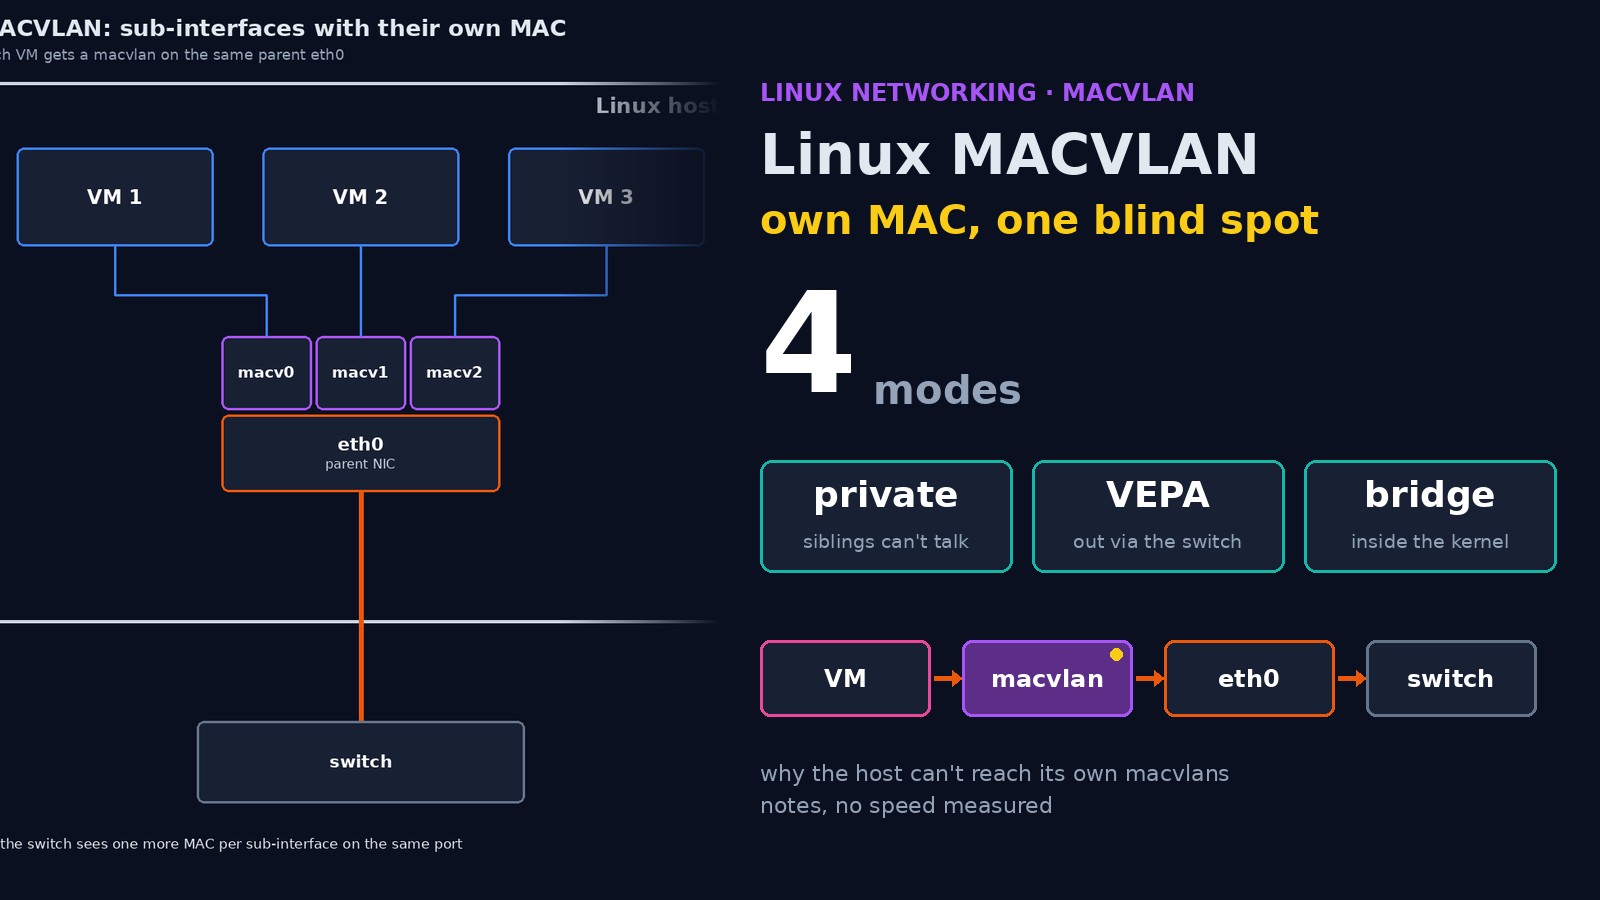 ACVLAN: sub-interfaces with their own MAC
ch VM gets a macvlan on the same parent eth0
Linux host
VM 1
VM 2
VM 3
macv0
macv1
macv2
eth0
parent NIC
switch
the switch sees one more MAC per sub-interface on the same port
LINUX NETWORKING · MACVLAN
Linux MACVLAN
own MAC, one blind spot
4 modes
private
siblings can't talk
VEPA
out via the switch
bridge
inside the kernel
VM
macvlan
eth0
switch
why the host can't reach its own macvlans
notes, no speed measured